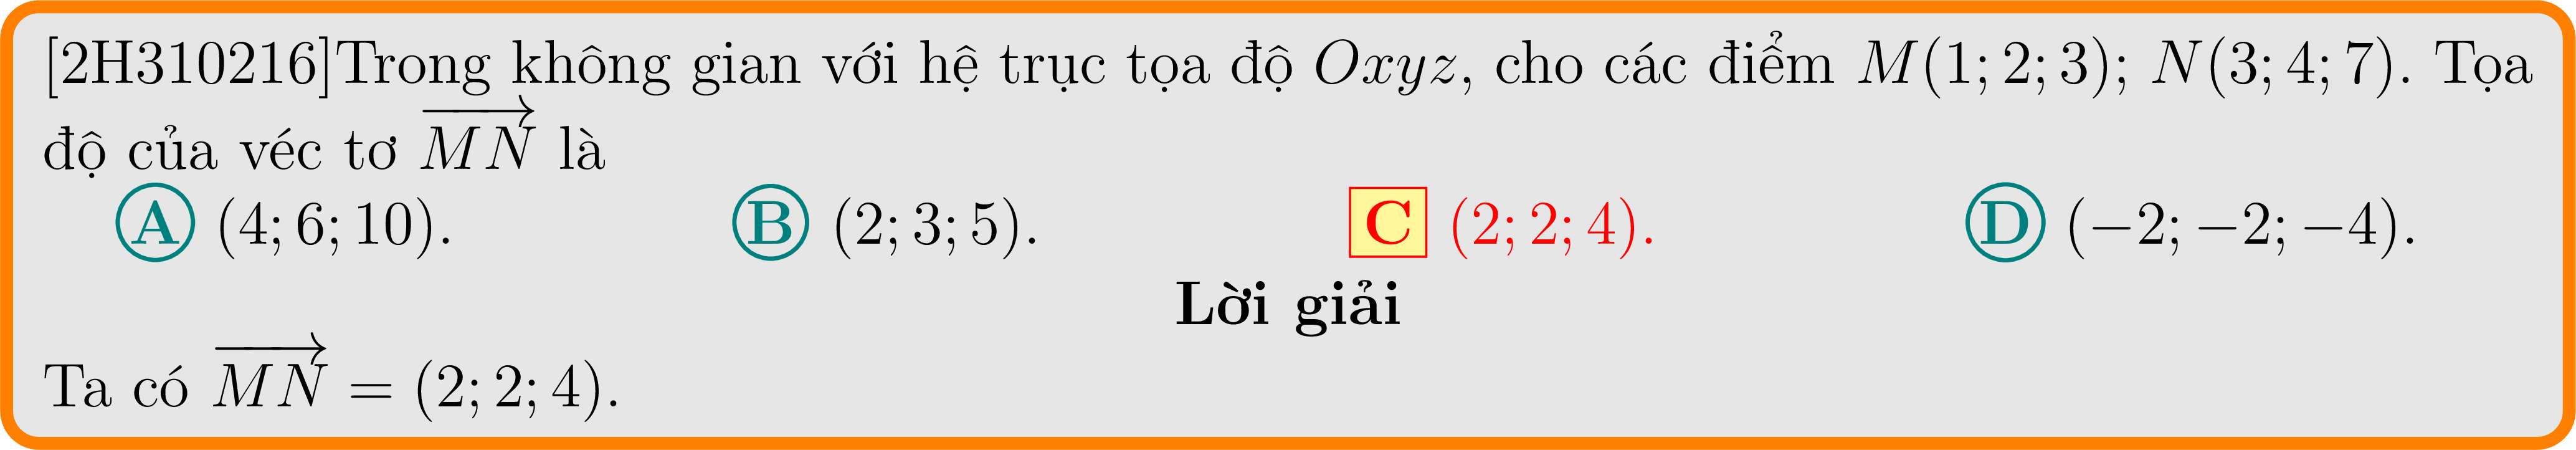 [2H310216]Trong không gian với hệ trục tọa độ Oxyz, cho các điểm M(1; 2; 3); N(3; 4; 7). Tọa
độ của véc tơ $\overrightarrow{MN}$ là
A (4; 6; 10). B (2; 3; 5). C (2; 2; 4). D (−2; −2; −4).
Lời giải
Ta có $\overrightarrow{MN}$ = (2; 2; 4).